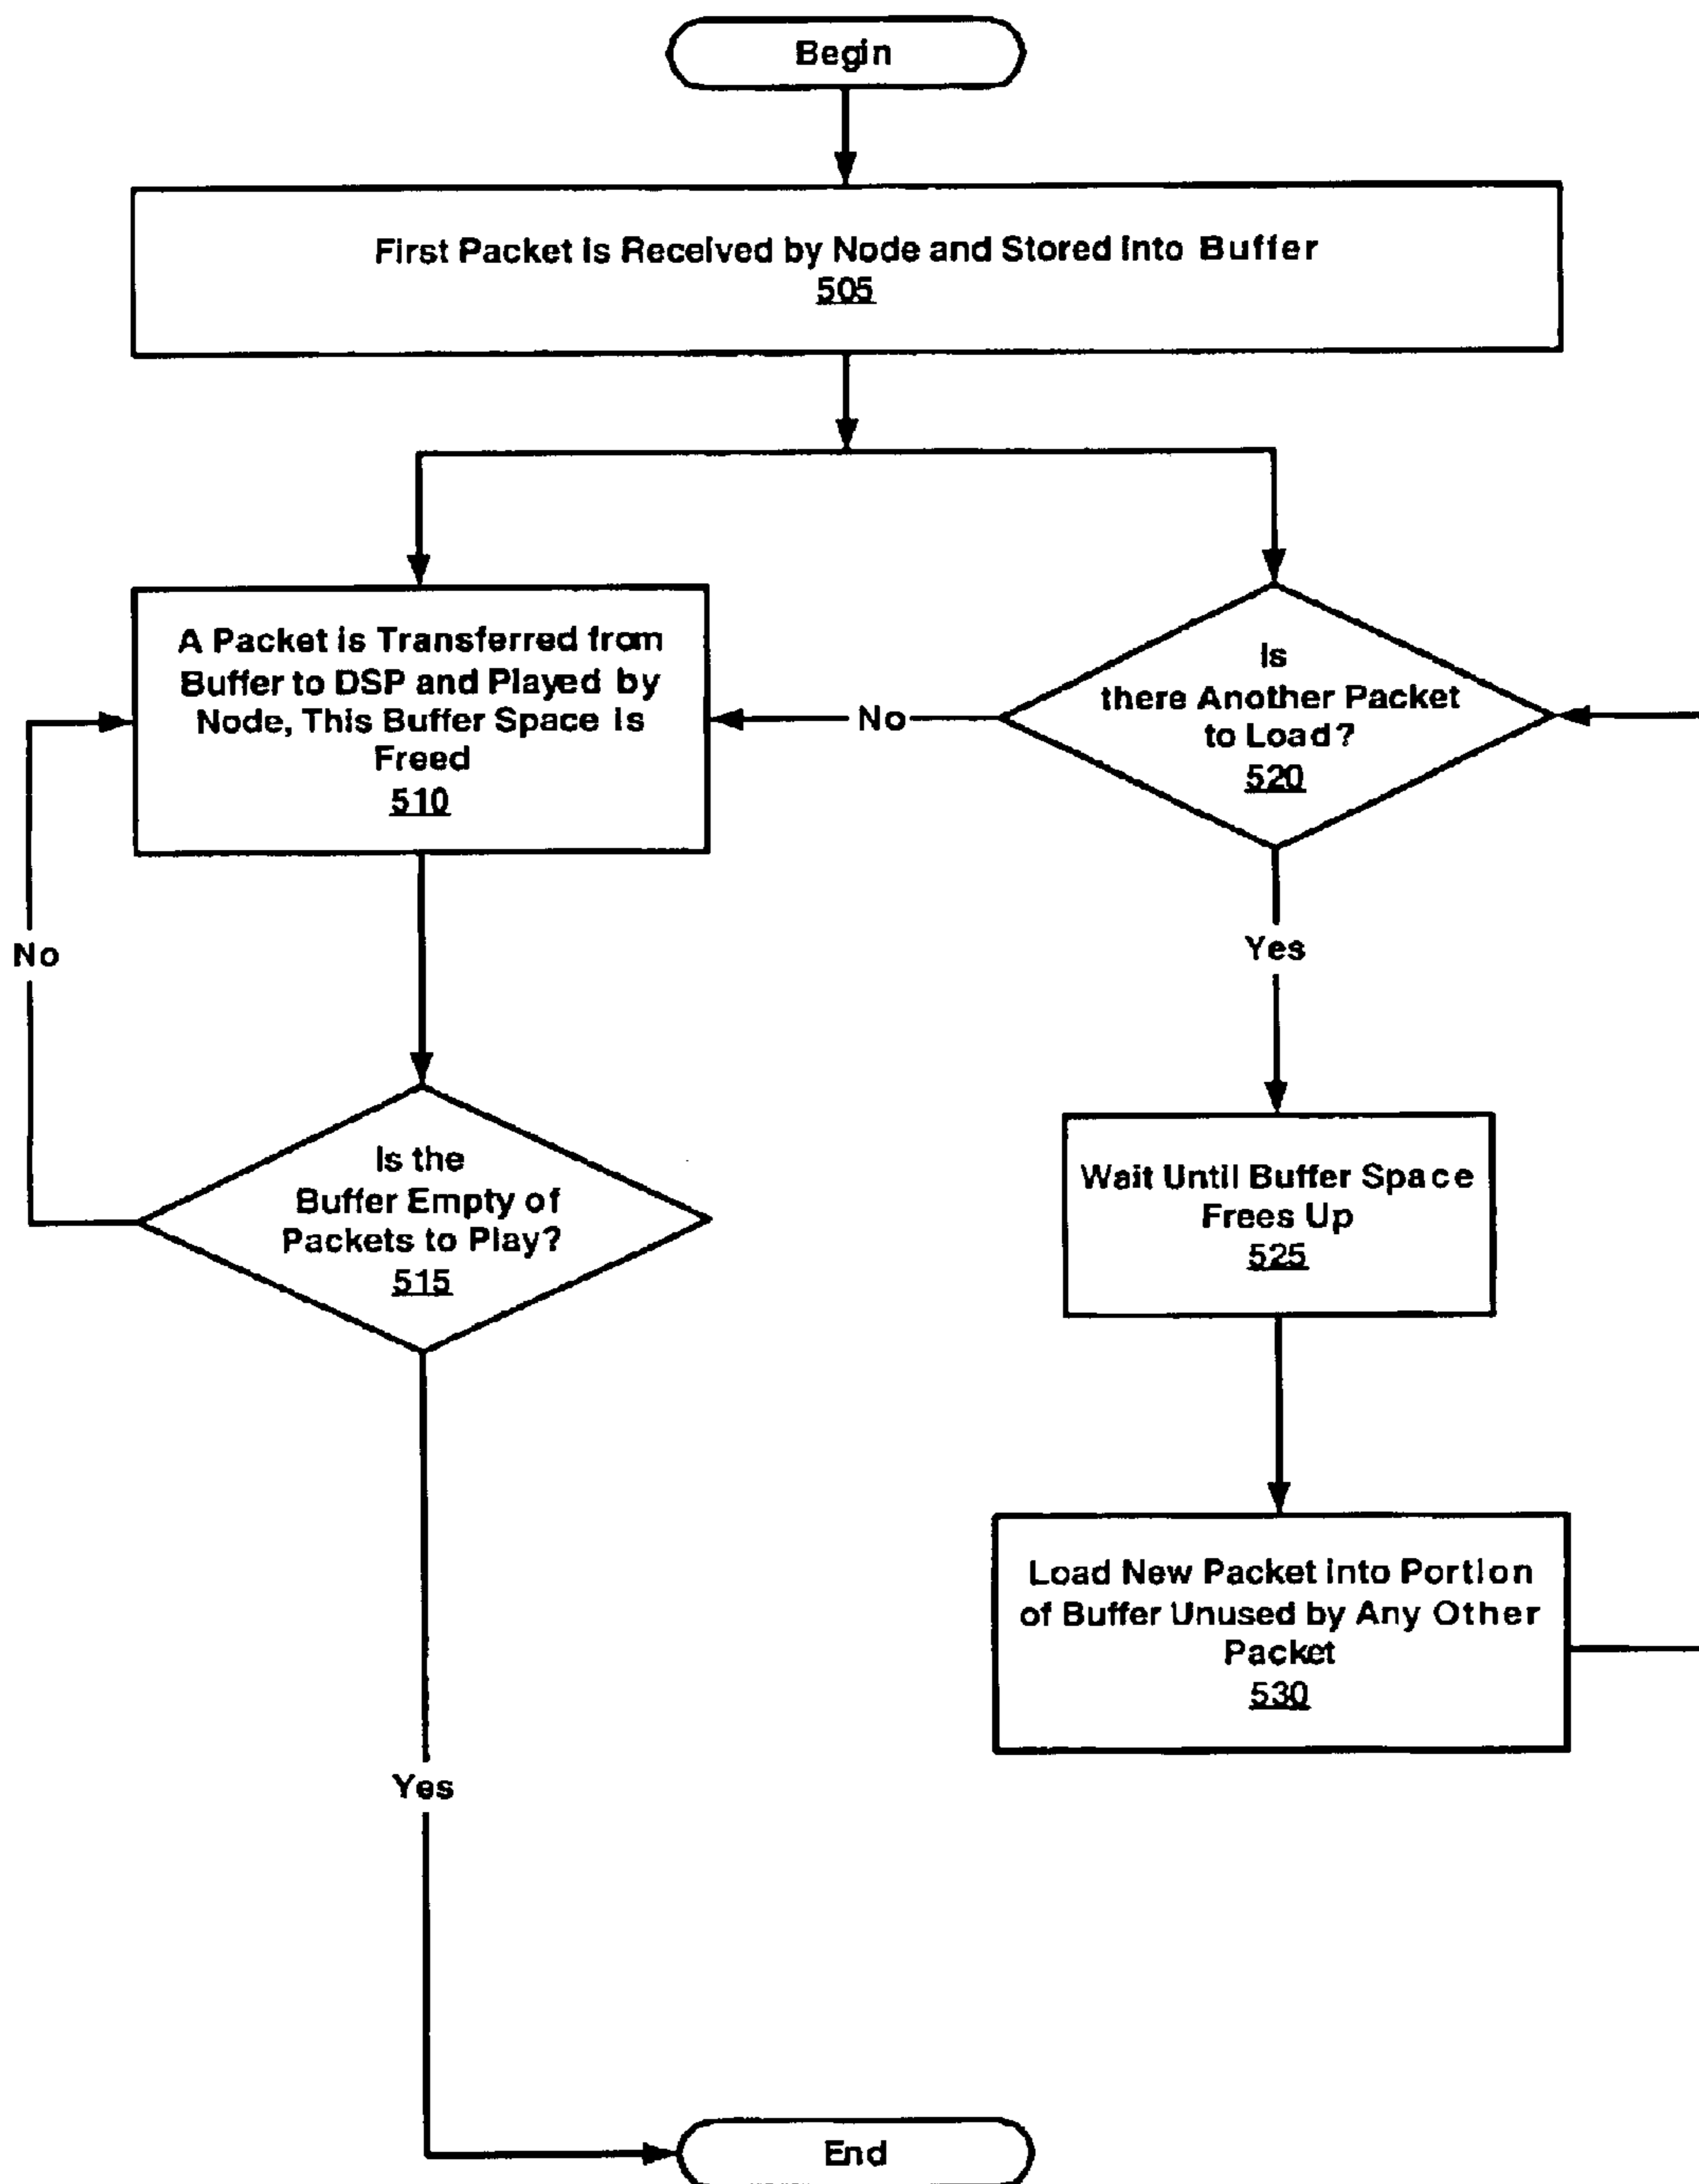 Begin
First Packet is Received by Node and Stored into Buffer
505
A Packet is Transferred from
Buffer to DSP and Played by
Node, This Buffer Space is
Freed
510
No
Is
there Another Packet
to Load?
520
No
Yes
Is the
Buffer Empty of
Packets to Play?
515
Wait Until Buffer Space
Frees Up
525
Load New Packet into Portion
of Buffer Unused by Any Other
Packet
530
Yes
End